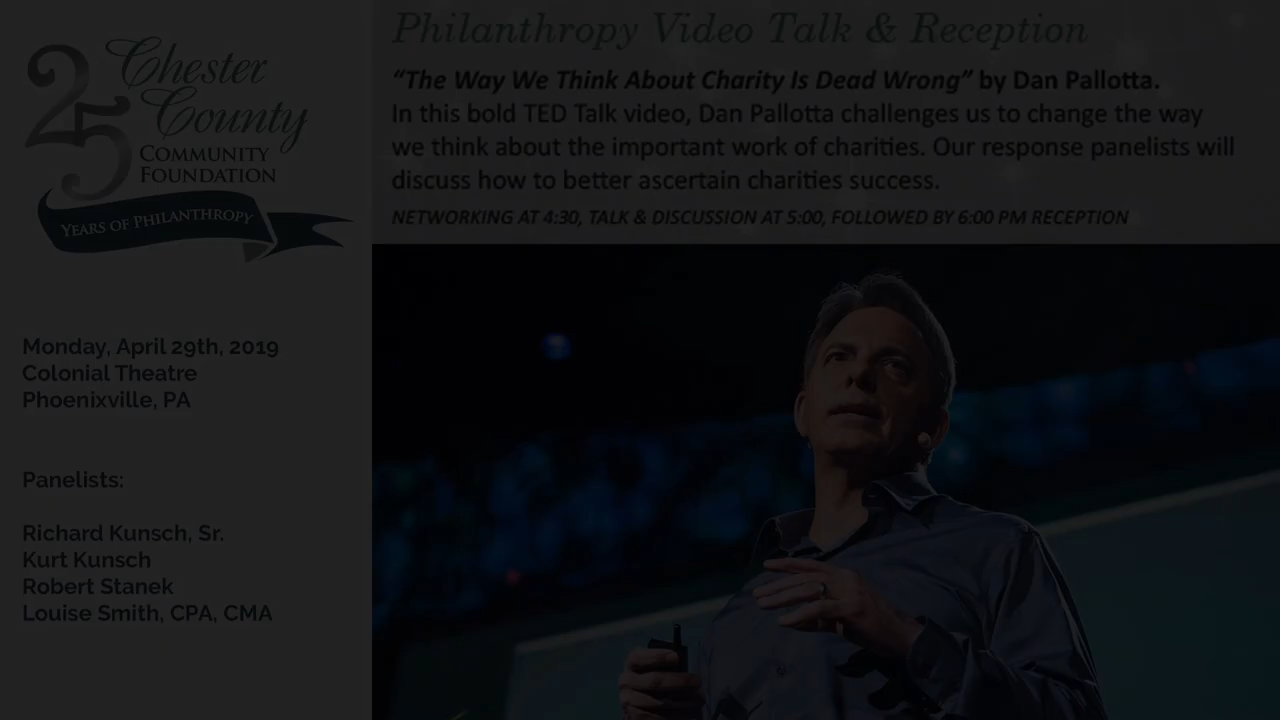 25
Chester
County
COMMUNITY
FOUNDATION
YEARS OF PHILANTHROPY
Monday, April 29th, 2019
Colonial Theatre
Phoenixville, PA
Panelists:
Richard Kunsch, Sr.
Kurt Kunsch
Robert Stanek
Louise Smith, CPA, CMA
Philanthropy Video Talk & Reception
“The Way We Think About Charity Is Dead Wrong” by Dan Pallotta.
In this bold TED Talk video, Dan Pallotta challenges us to change the way
we think about the important work of charities. Our response panelists will
discuss how to better ascertain charities success.
NETWORKING AT 4:30, TALK & DISCUSSION AT 5:00, FOLLOWED BY 6:00 PM RECEPTION